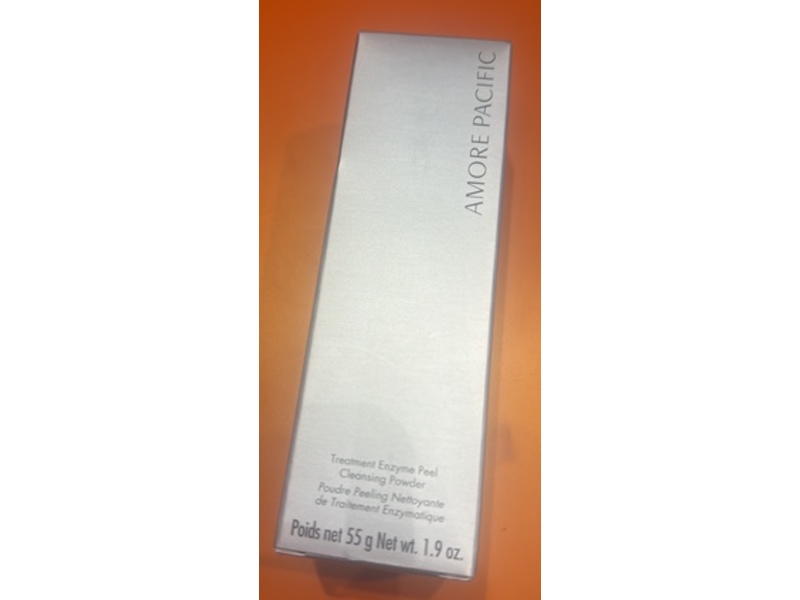 AMORE PACIFIC
Treatment Enzyme Peel
Cleansing Powder
Poudre Peeling Nettoyante
de Traitement Enzymatique
Poids net 55 g Net wt. 1.9 oz.